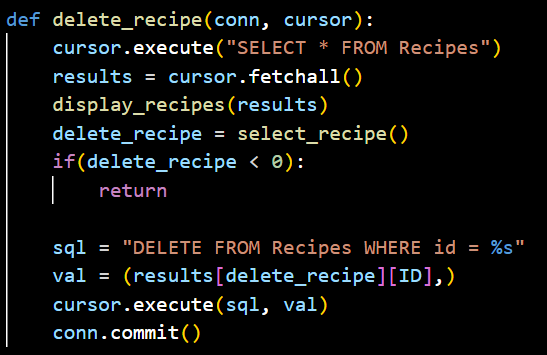 def delete_recipe(conn, cursor):
    cursor.execute("SELECT * FROM Recipes")
    results = cursor.fetchall()
    display_recipes(results)
    delete_recipe = select_recipe()
    if(delete_recipe < 0):
        return

    sql = "DELETE FROM Recipes WHERE id = %s"
    val = (results[delete_recipe][ID],)
    cursor.execute(sql, val)
    conn.commit()